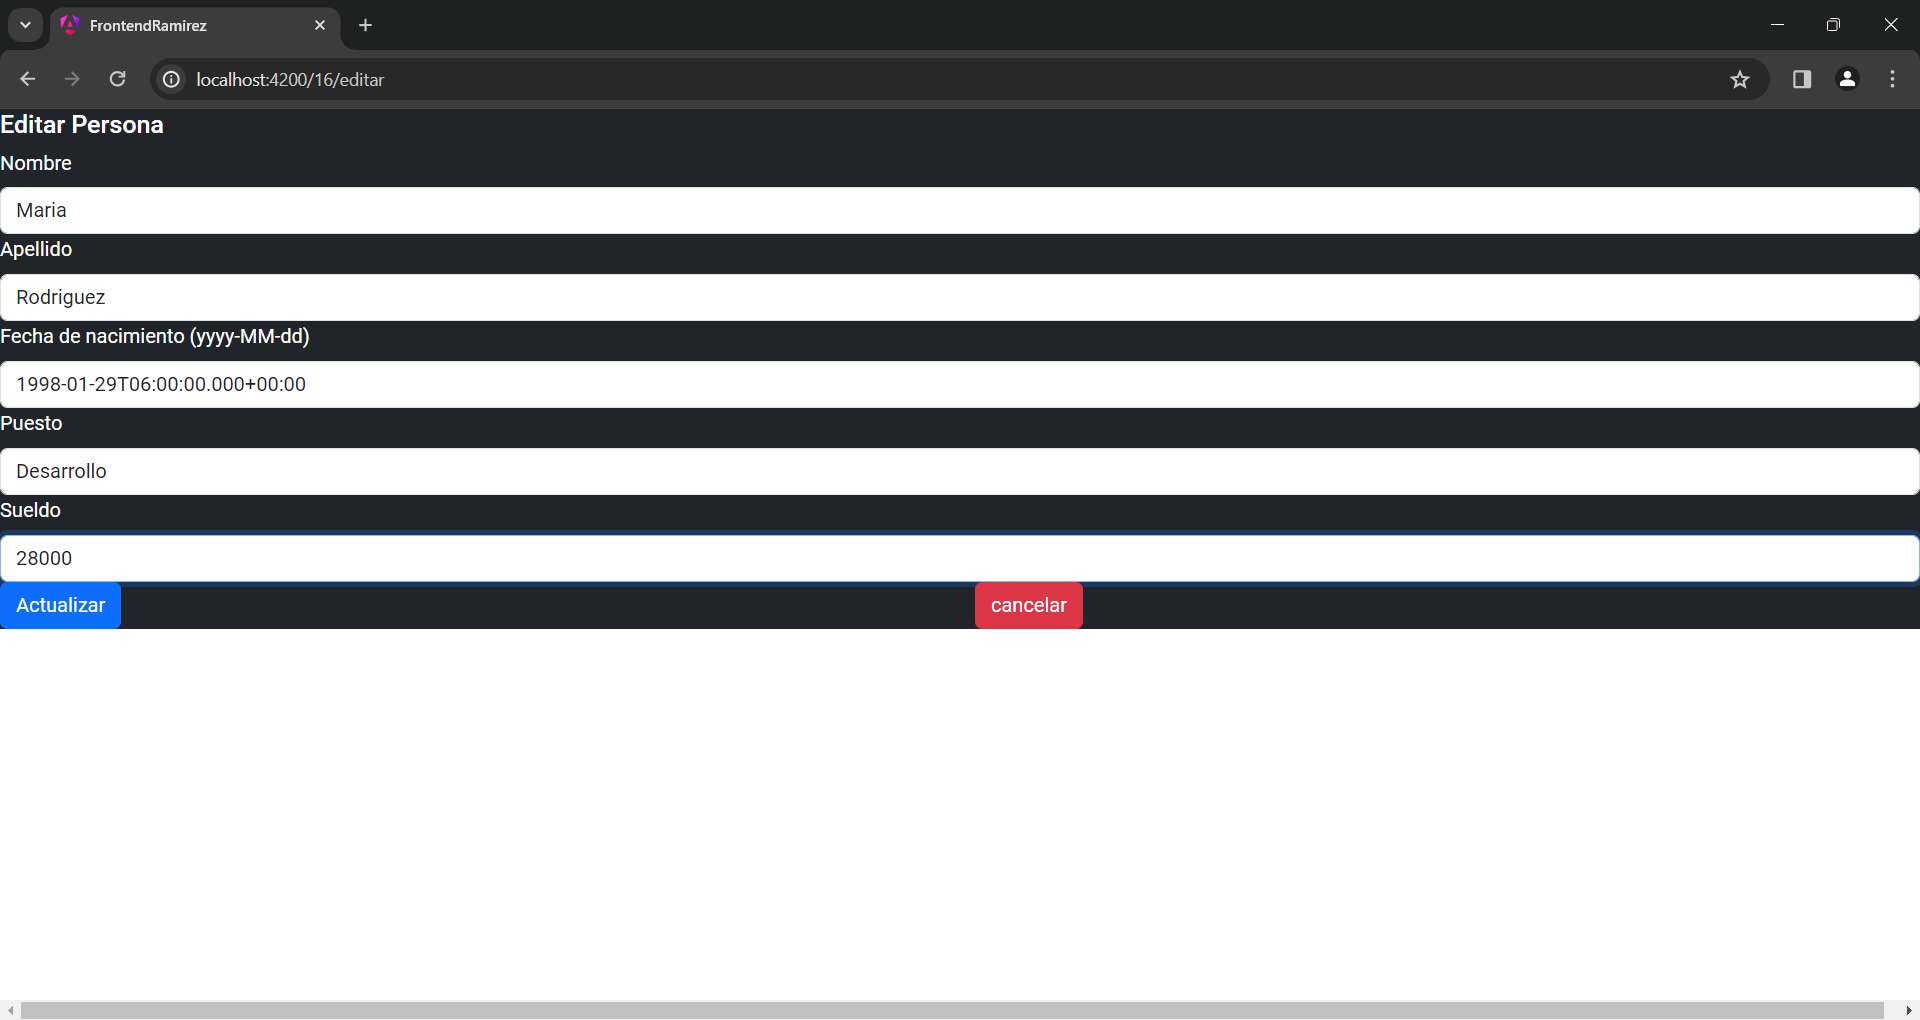 FrontendRamirez
localhost:4200/16/editar
Editar Persona
Nombre
Maria
Apellido
Rodriguez
Fecha de nacimiento (yyyy-MM-dd)
1998-01-29T06:00:00.000+00:00
Puesto
Desarrollo
Sueldo
28000
Actualizar cancelar